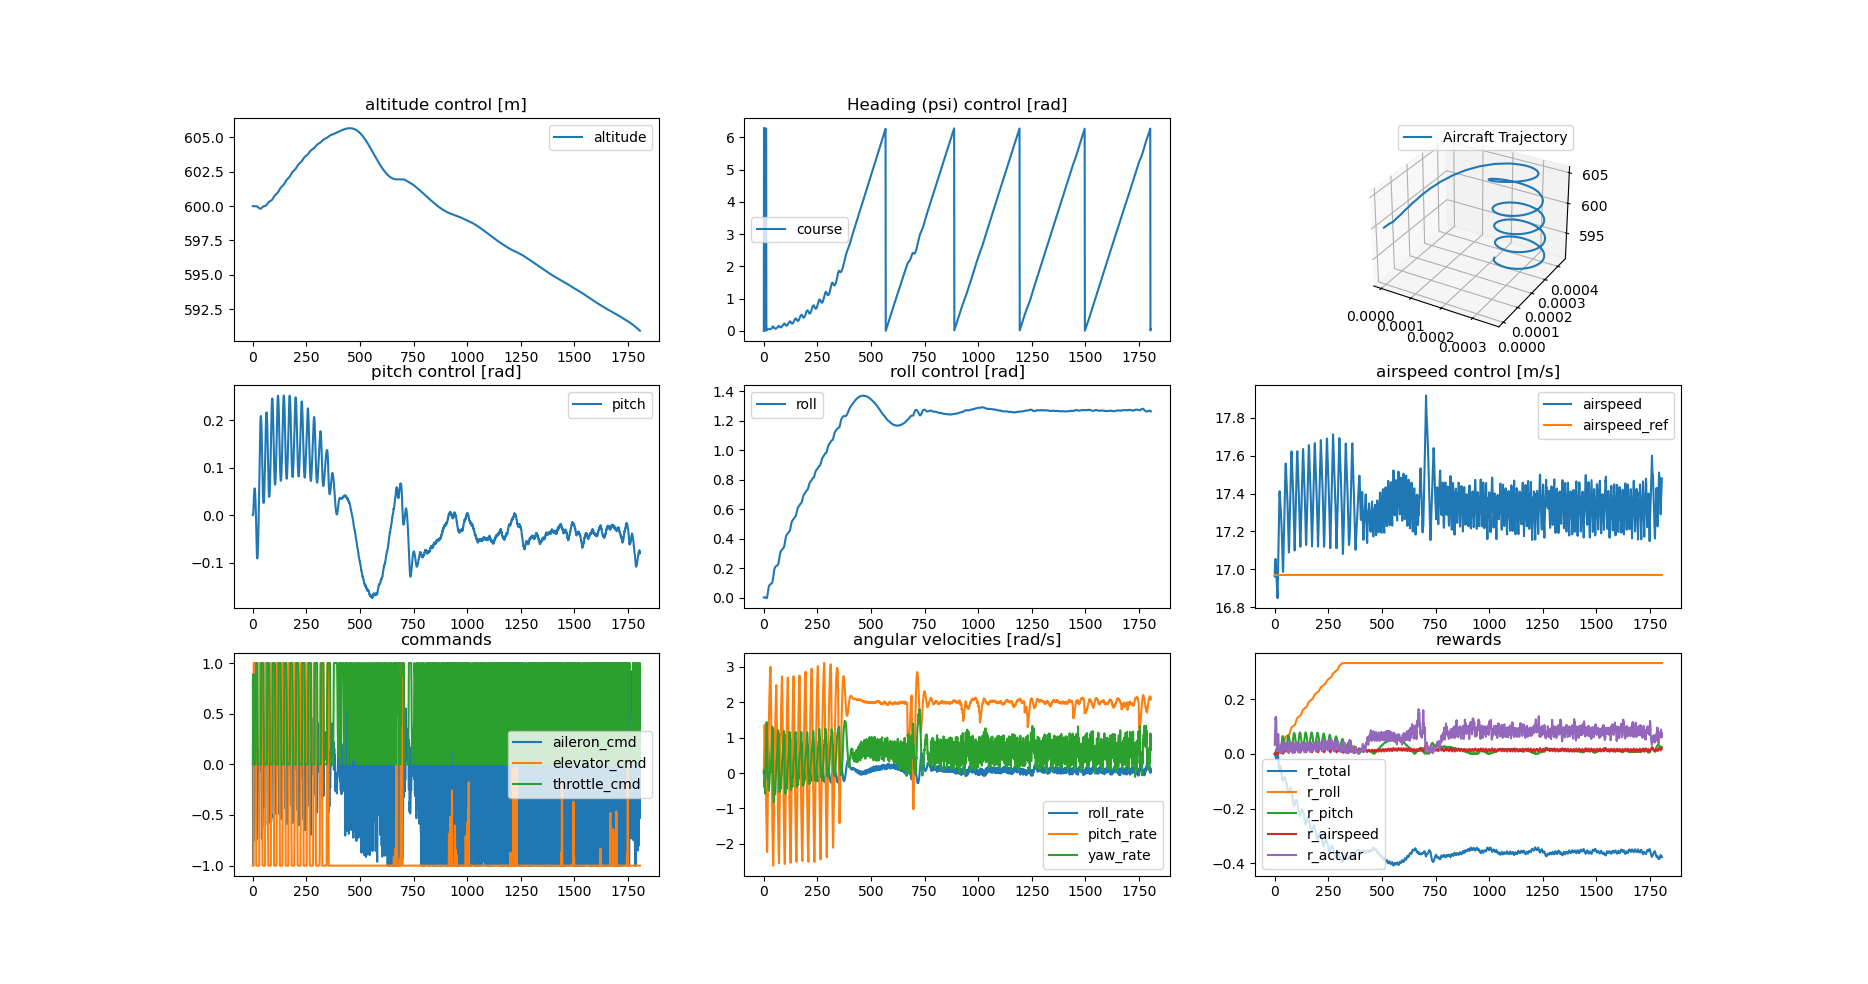 altitude control [m]
605.0
602.5
600.0
597.5
595.0
592.5
0 250 500 750 1000 1250 1500 1750
altitude
Heading (psi) control [rad]
6
5
4
3
2
1
0
0 250 500 750 1000 1250 1500 1750
course
Aircraft Trajectory
605
600
595
0.0000
0.0001
0.0002
0.0003
0.0000
0.0001
0.0002
0.0003
0.0004
pitch control [rad]
0.2
0.1
0.0
−0.1
0 250 500 750 1000 1250 1500 1750
pitch
roll control [rad]
1.4
1.2
1.0
0.8
0.6
0.4
0.2
0.0
0 250 500 750 1000 1250 1500 1750
roll
airspeed control [m/s]
17.8
17.6
17.4
17.2
17.0
16.8
0 250 500 750 1000 1250 1500 1750
airspeed
airspeed_ref
commands
1.0
0.5
0.0
−0.5
−1.0
0 250 500 750 1000 1250 1500 1750
aileron_cmd
elevator_cmd
throttle_cmd
angular velocities [rad/s]
3
2
1
0
−1
−2
0 250 500 750 1000 1250 1500 1750
roll_rate
pitch_rate
yaw_rate
rewards
0.2
0.0
−0.2
−0.4
0 250 500 750 1000 1250 1500 1750
r_total
r_roll
r_pitch
r_airspeed
r_actvar